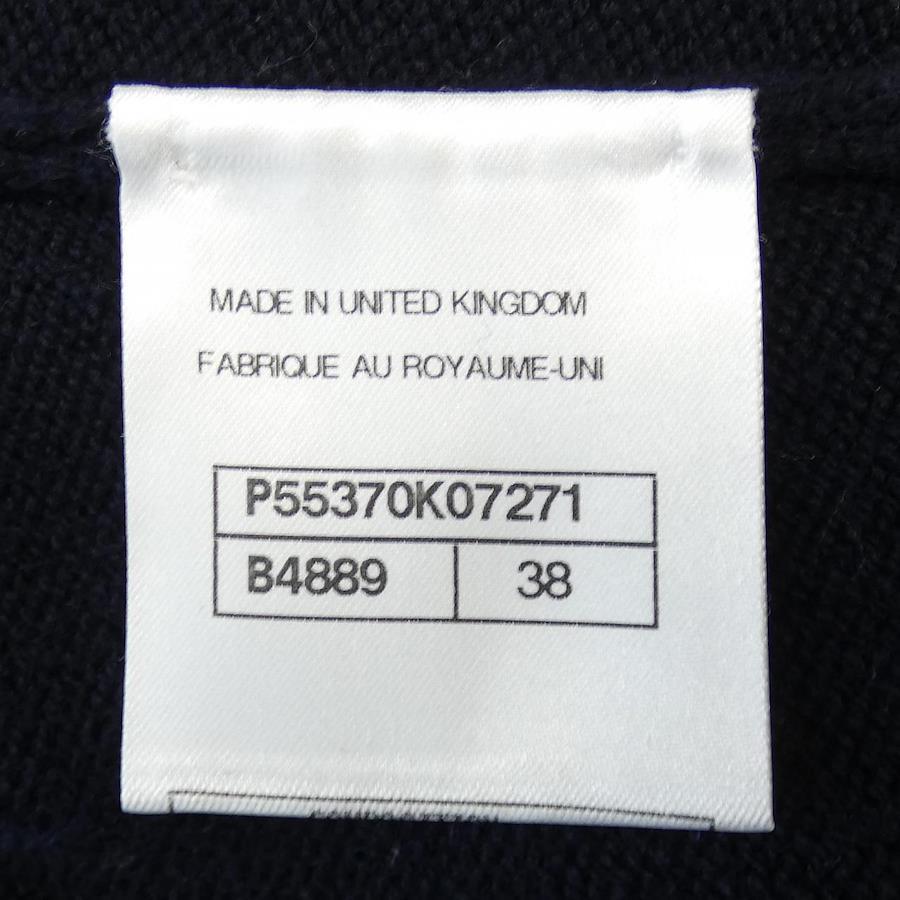 MADE IN UNITED KINGDOM
FABRIQUE AU ROYAUME-UNI
P55370K07271
B4889 38